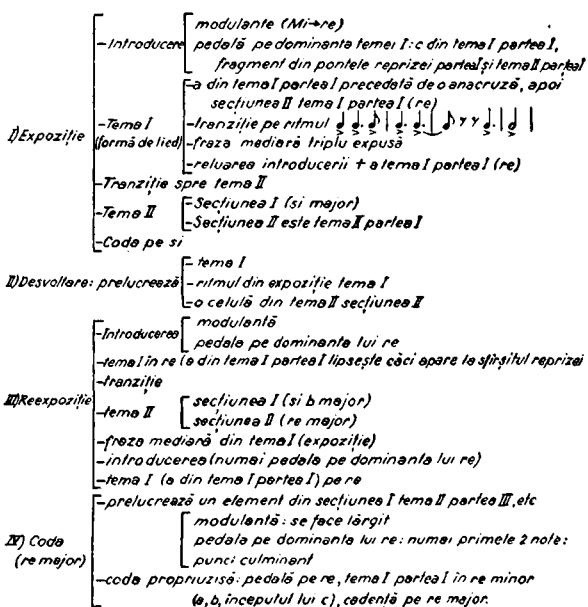 modulante (Mi→re)
-Introducere
pedală pe dominanta temei I: c din tema I partea I,
fragment din pontele reprizei partea I și tema II partea I
-a din tema I partea I precedată de o anacruză, apoi
secțiunea II tema I partea I (re)
-Tema I
-tranziție pe ritmul
I) Expoziție
(formă de lied)
-fraza mediară triplu expusă
-reluarea introducerii + a tema I partea I (re)
-Tranziție spre tema II
-Tema II
-Secțiunea I (si major)
-Secțiunea II este tema II partea I
-Coda pe si
- tema I
II) Desvoltare: prelucrează
-ritmul din expoziție tema I
-o celulă din tema II secțiunea II
modulantă
-Introducerea
pedala pe dominanta lui re
-tema I în re (a din tema I partea I lipsește căci apare la sfîrșitul reprizei
-tranziție
III) Reexpoziție
-tema II
secțiunea I (si b major)
secțiunea II (re major)
-fraza mediară din tema I (expoziție)
-introducerea (numai pedala pe dominanta lui re)
-tema I (a din tema I partea I) pe re
-prelucrează un element din secțiunea I tema II partea III, etc
IV) Coda
modulantă: se face lărgit
(re major)
pedala pe dominanta lui re: numai primele 2 note:
punct culminant
-coda propriuzisă: pedală pe re, tema I partea I în re minor
(a, b, începutul lui c), cadență pe re major.